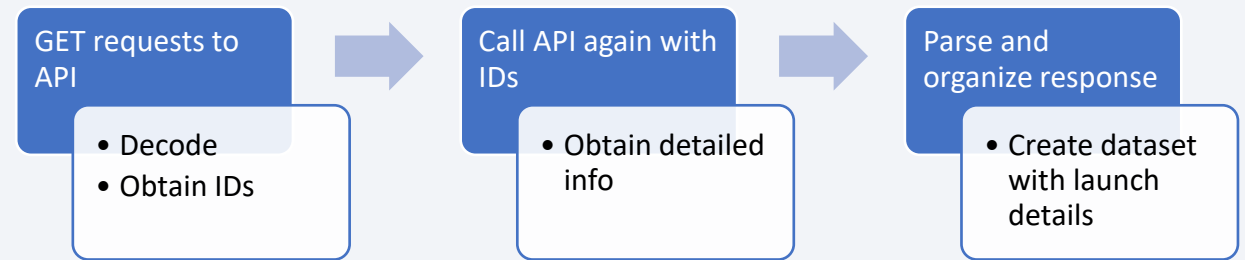 GET requests to
API
• Decode
• Obtain IDs
Call API again with
IDs
• Obtain detailed
info
Parse and
organize response
• Create dataset
with launch
details